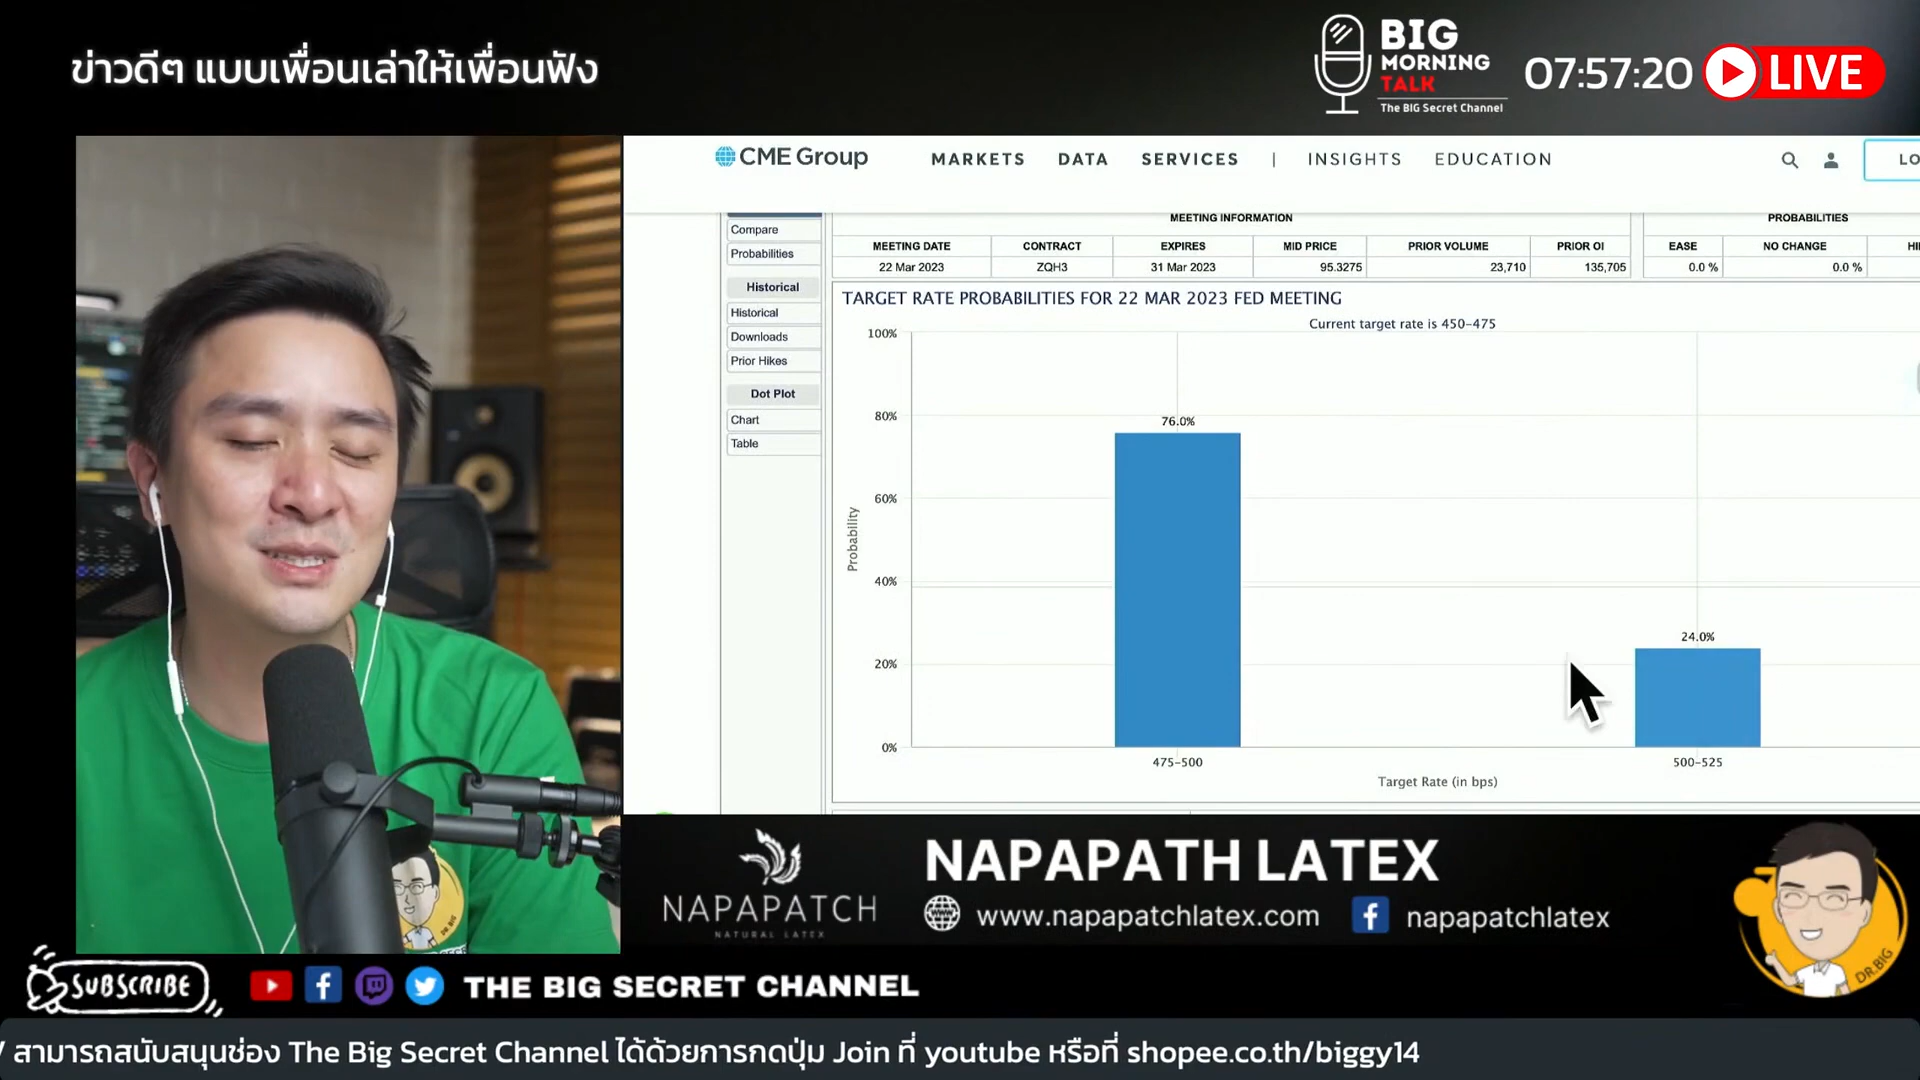 ข่าวดีๆ แบบเพื่อนเล่าให้เพื่อนฟัง
BIG
MORNING
TALK
The BIG Secret Channel
07:57:20
LIVE
CME Group
MARKETS DATA SERVICES | INSIGHTS EDUCATION
LO
Compare
Probabilities
Historical
Historical
Downloads
Prior Hikes
Dot Plot
Chart
Table
MEETING INFORMATION
MEETING DATE CONTRACT EXPIRES MID PRICE PRIOR VOLUME PRIOR OI
22 Mar 2023 ZQH3 31 Mar 2023 95.3275 23,710 135,705
PROBABILITIES
EASE NO CHANGE HI
0.0 % 0.0 %
TARGET RATE PROBABILITIES FOR 22 MAR 2023 FED MEETING
Current target rate is 450-475
100%
80%
60%
40%
20%
0%
Probability
76.0%
24.0%
475-500
500-525
Target Rate (in bps)
NAPAPATCH
NATURAL LATEX
NAPAPATH LATEX
www.napapatchlatex.com
napapatchlatex
DR.BIG
DR.BIG
SUBSCRIBE
THE BIG SECRET CHANNEL
/ สามารถสนับสนุนช่อง The Big Secret Channel ได้ด้วยการกดปุ่ม Join ที่ youtube หรือที่ shopee.co.th/biggy14